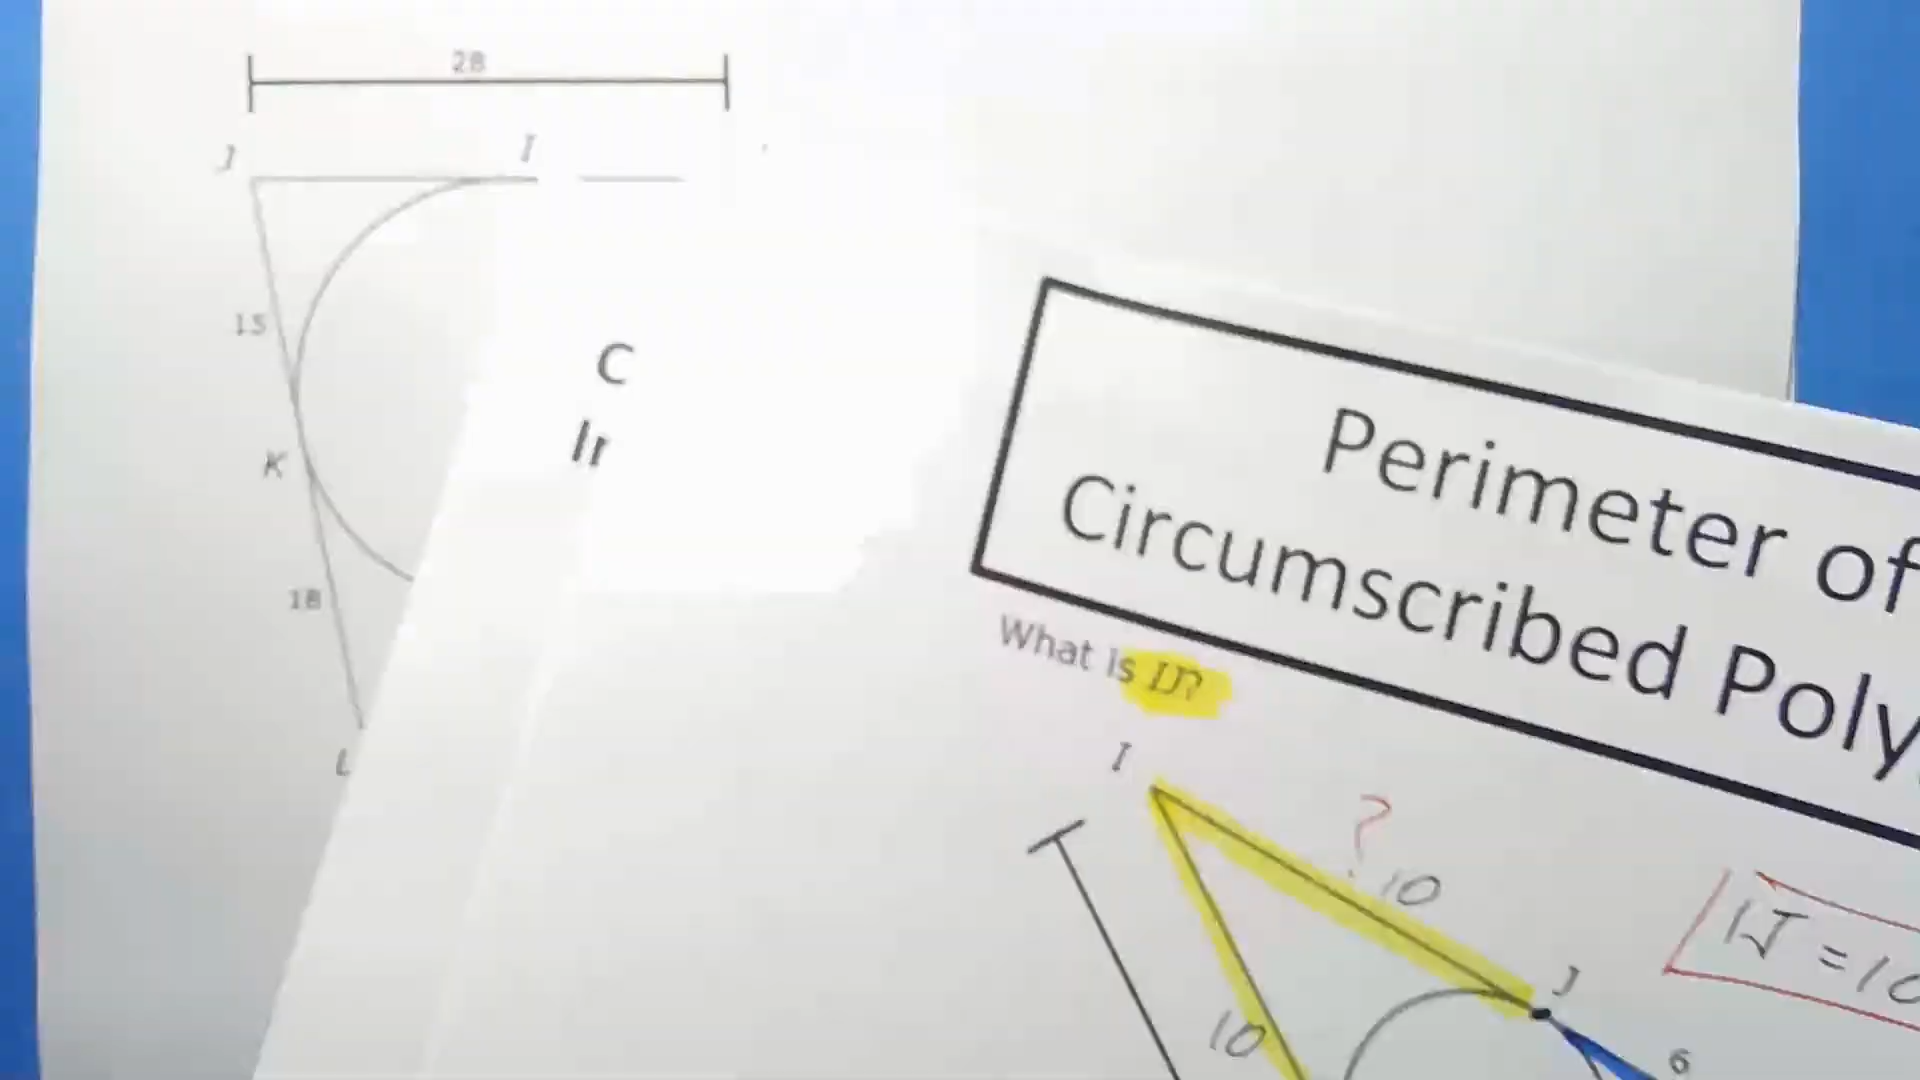 28
J
I
15
K
18
L
C
Perimeter of
Circumscribed Poly
What is IJ?
I
?
10
IJ = 10
J
10
6